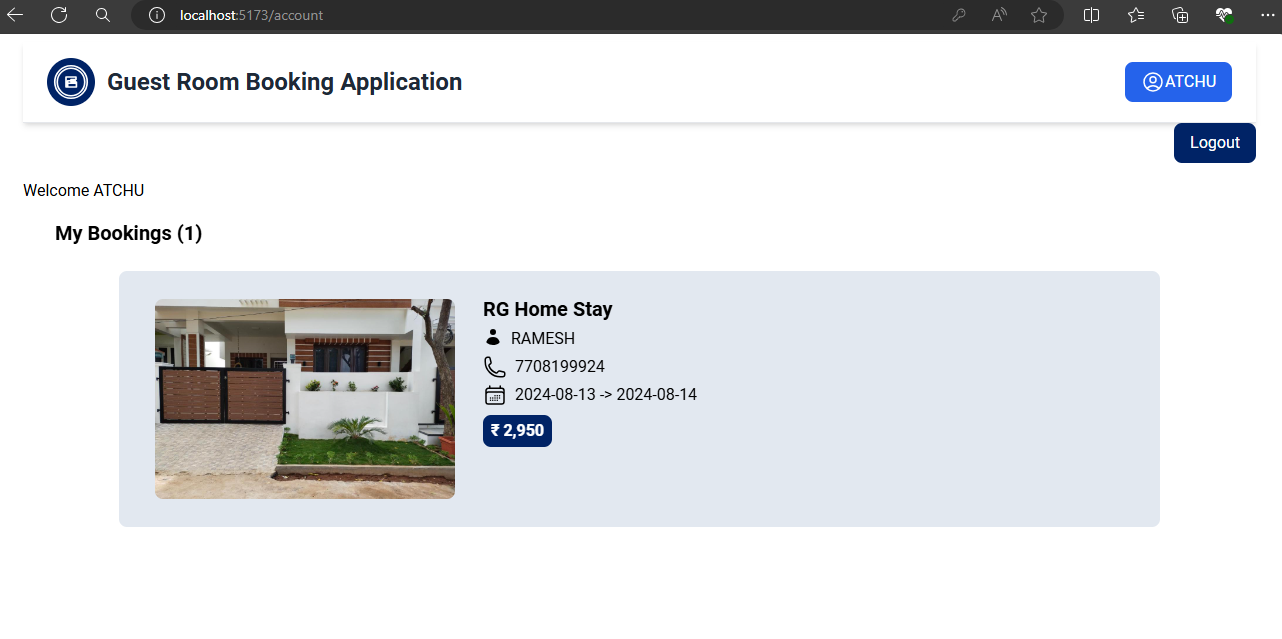 localhost:5173/account
Guest Room Booking Application
ATCHU
Logout
Welcome ATCHU
My Bookings (1)
RG Home Stay
RAMESH
7708199924
2024-08-13 -> 2024-08-14
₹ 2,950